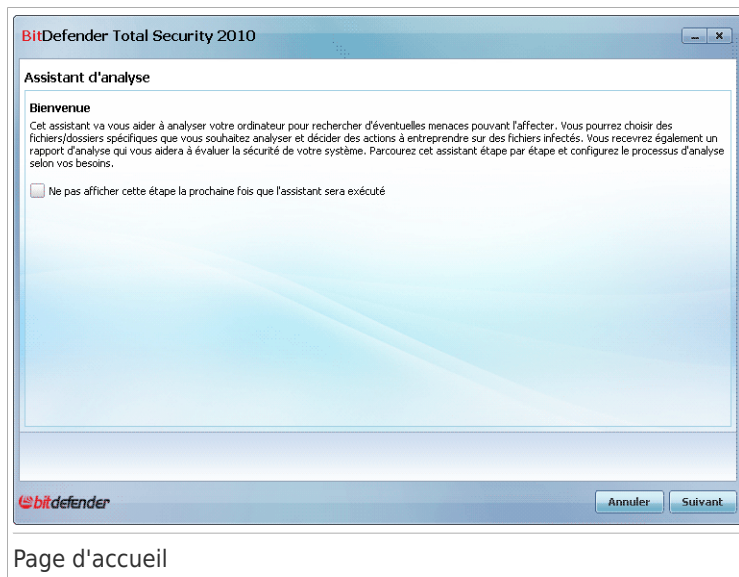 BitDefender Total Security 2010
Assistant d'analyse
Bienvenue
Cet assistant va vous aider à analyser votre ordinateur pour rechercher d'éventuelles menaces pouvant l'affecter. Vous pourrez choisir des
fichiers/dossiers spécifiques que vous souhaitez analyser et décider des actions à entreprendre sur des fichiers infectés. Vous recevrez également un
rapport d'analyse qui vous aidera à évaluer la sécurité de votre système. Parcourez cet assistant étape par étape et configurez le processus d'analyse
selon vos besoins.
Ne pas afficher cette étape la prochaine fois que l'assistant sera exécuté
bitdefender
Annuler Suivant
Page d'accueil